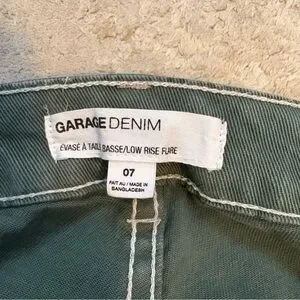 GARAGE DENIM
ÉVASÉ À TAILLE BASSE/LOW RISE FLARE
07
FAIT AU / MADE IN
BANGLADESH